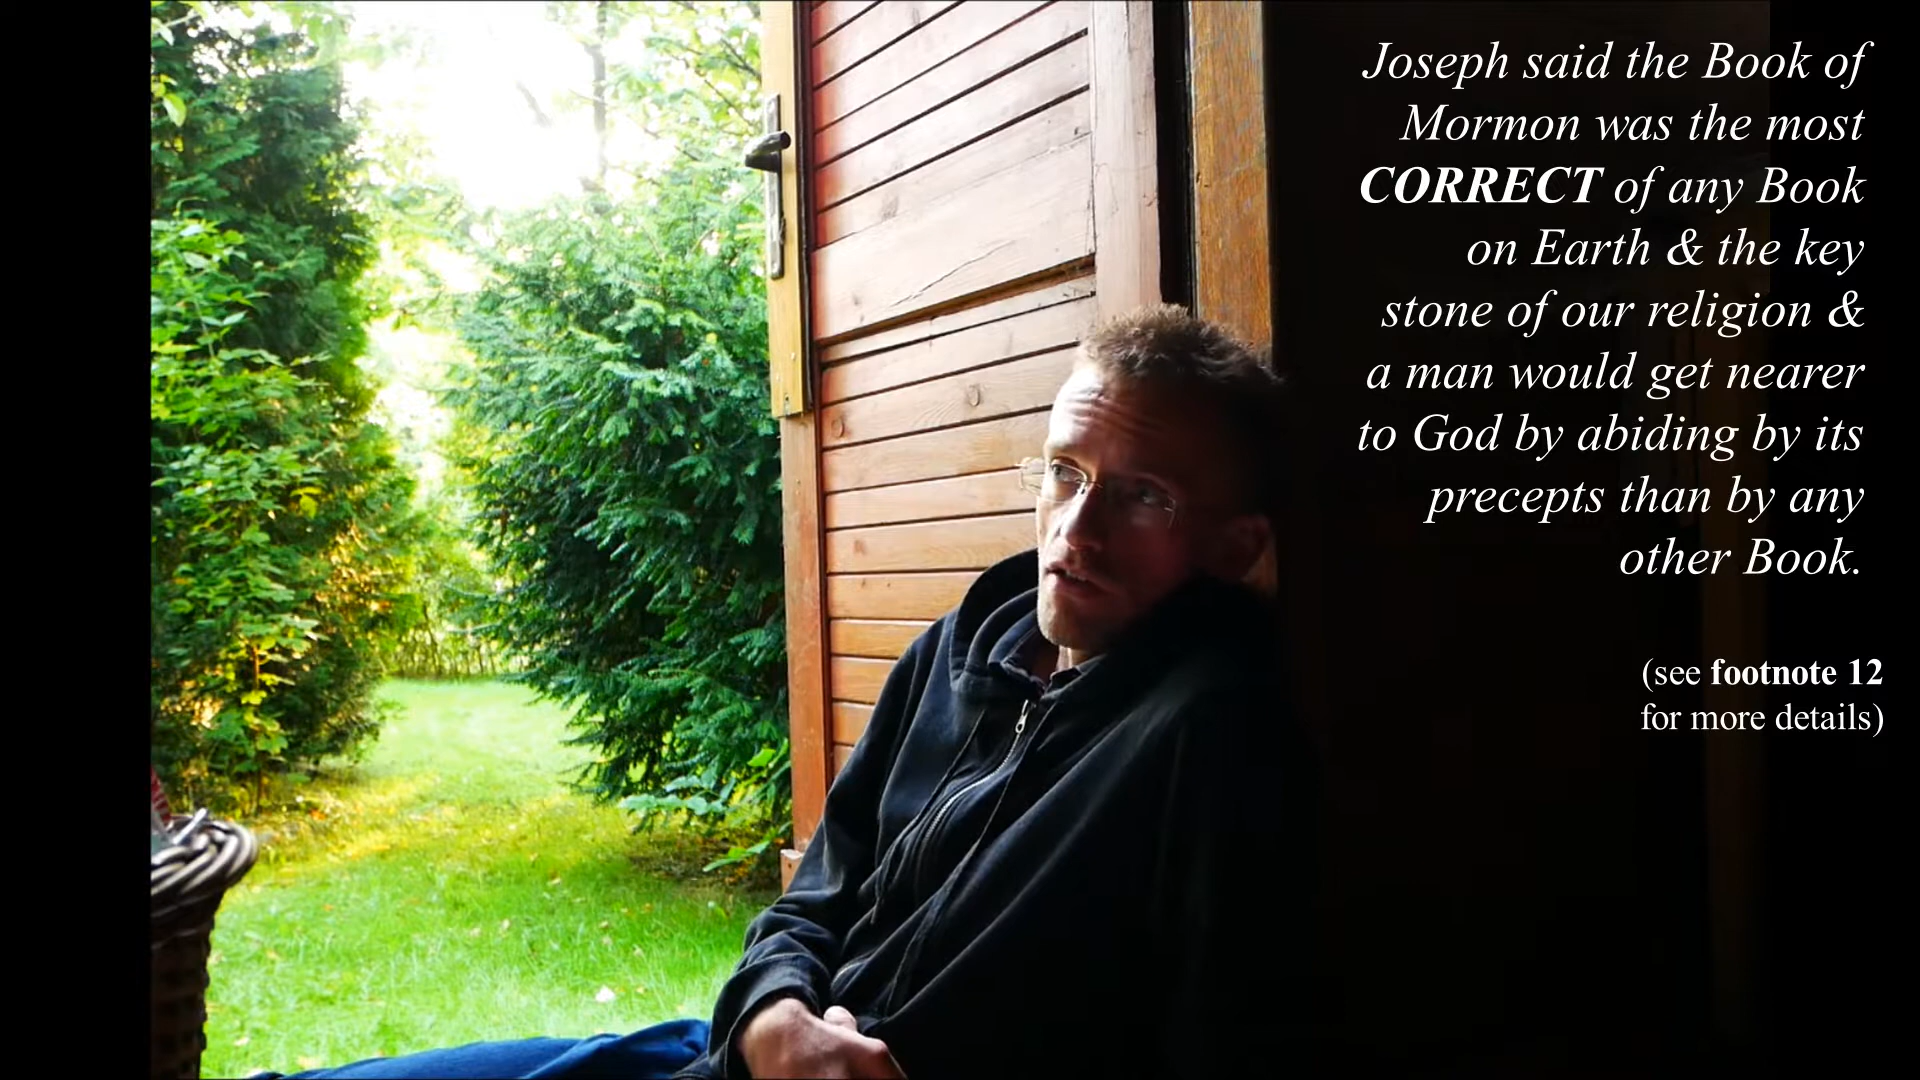 Joseph said the Book of
Mormon was the most
CORRECT of any Book
on Earth & the key
stone of our religion &
a man would get nearer
to God by abiding by its
precepts than by any
other Book.
(see footnote 12
for more details)